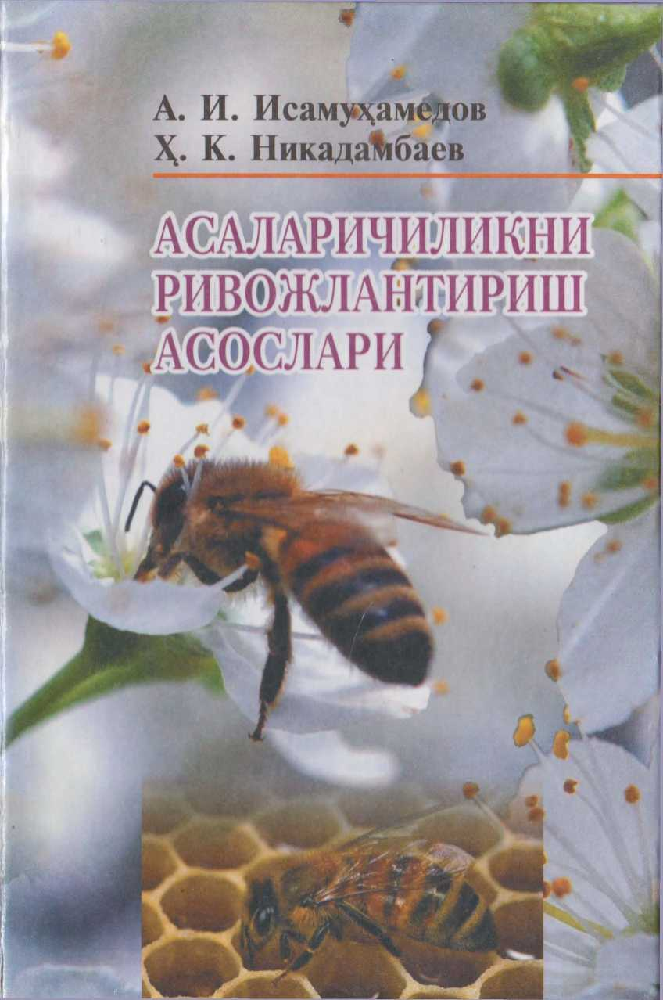 А. И. Исамуҳамедов
Ҳ. К. Никадамбаев
АСАЛАРИЧИЛИКНИ
РИВОЖЛАНТИРИШ
АСОСЛАРИ